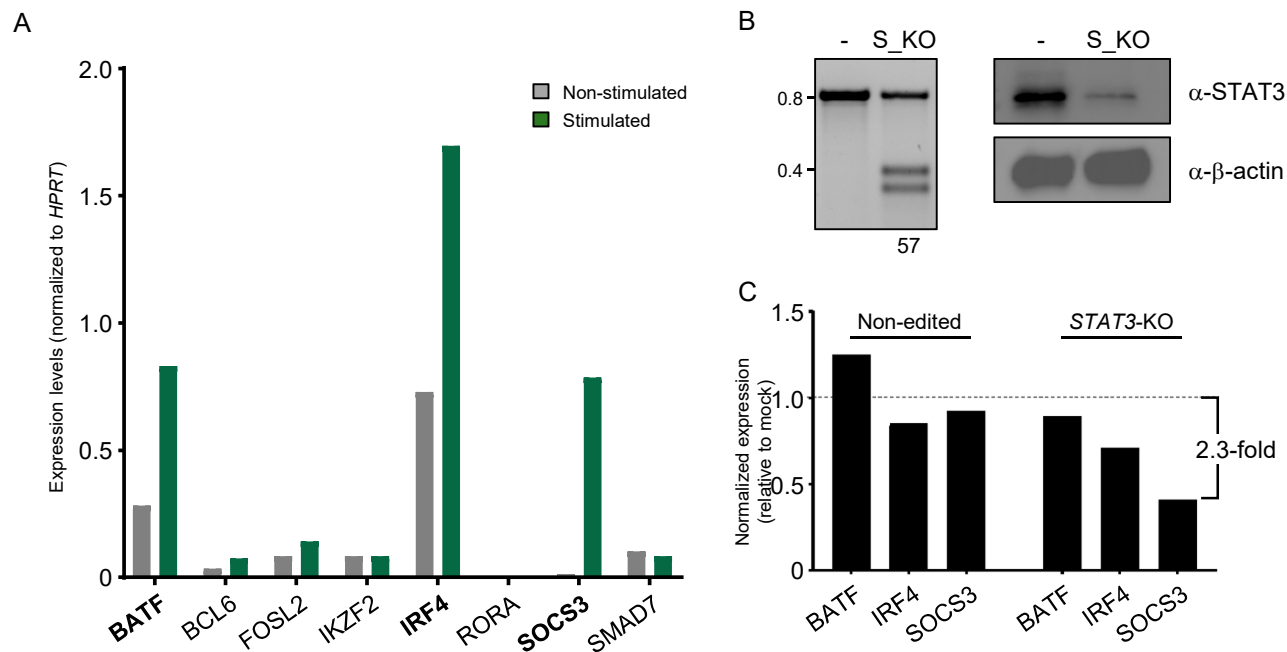 A
Expression levels (normalized to HPRT)
2.0
1.5
1.0
0.5
0
Non-stimulated
Stimulated
BATF
BCL6
FOSL2
IKZF2
IRF4
RORA
SOCS3
SMAD7
B
- S_KO
0.8
0.4
57
- S_KO
α-STAT3
α-β-actin
C
Normalized expression
(relative to mock)
1.5
1.0
0.5
0
Non-edited
STAT3-KO
2.3-fold
BATF
IRF4
SOCS3
BATF
IRF4
SOCS3